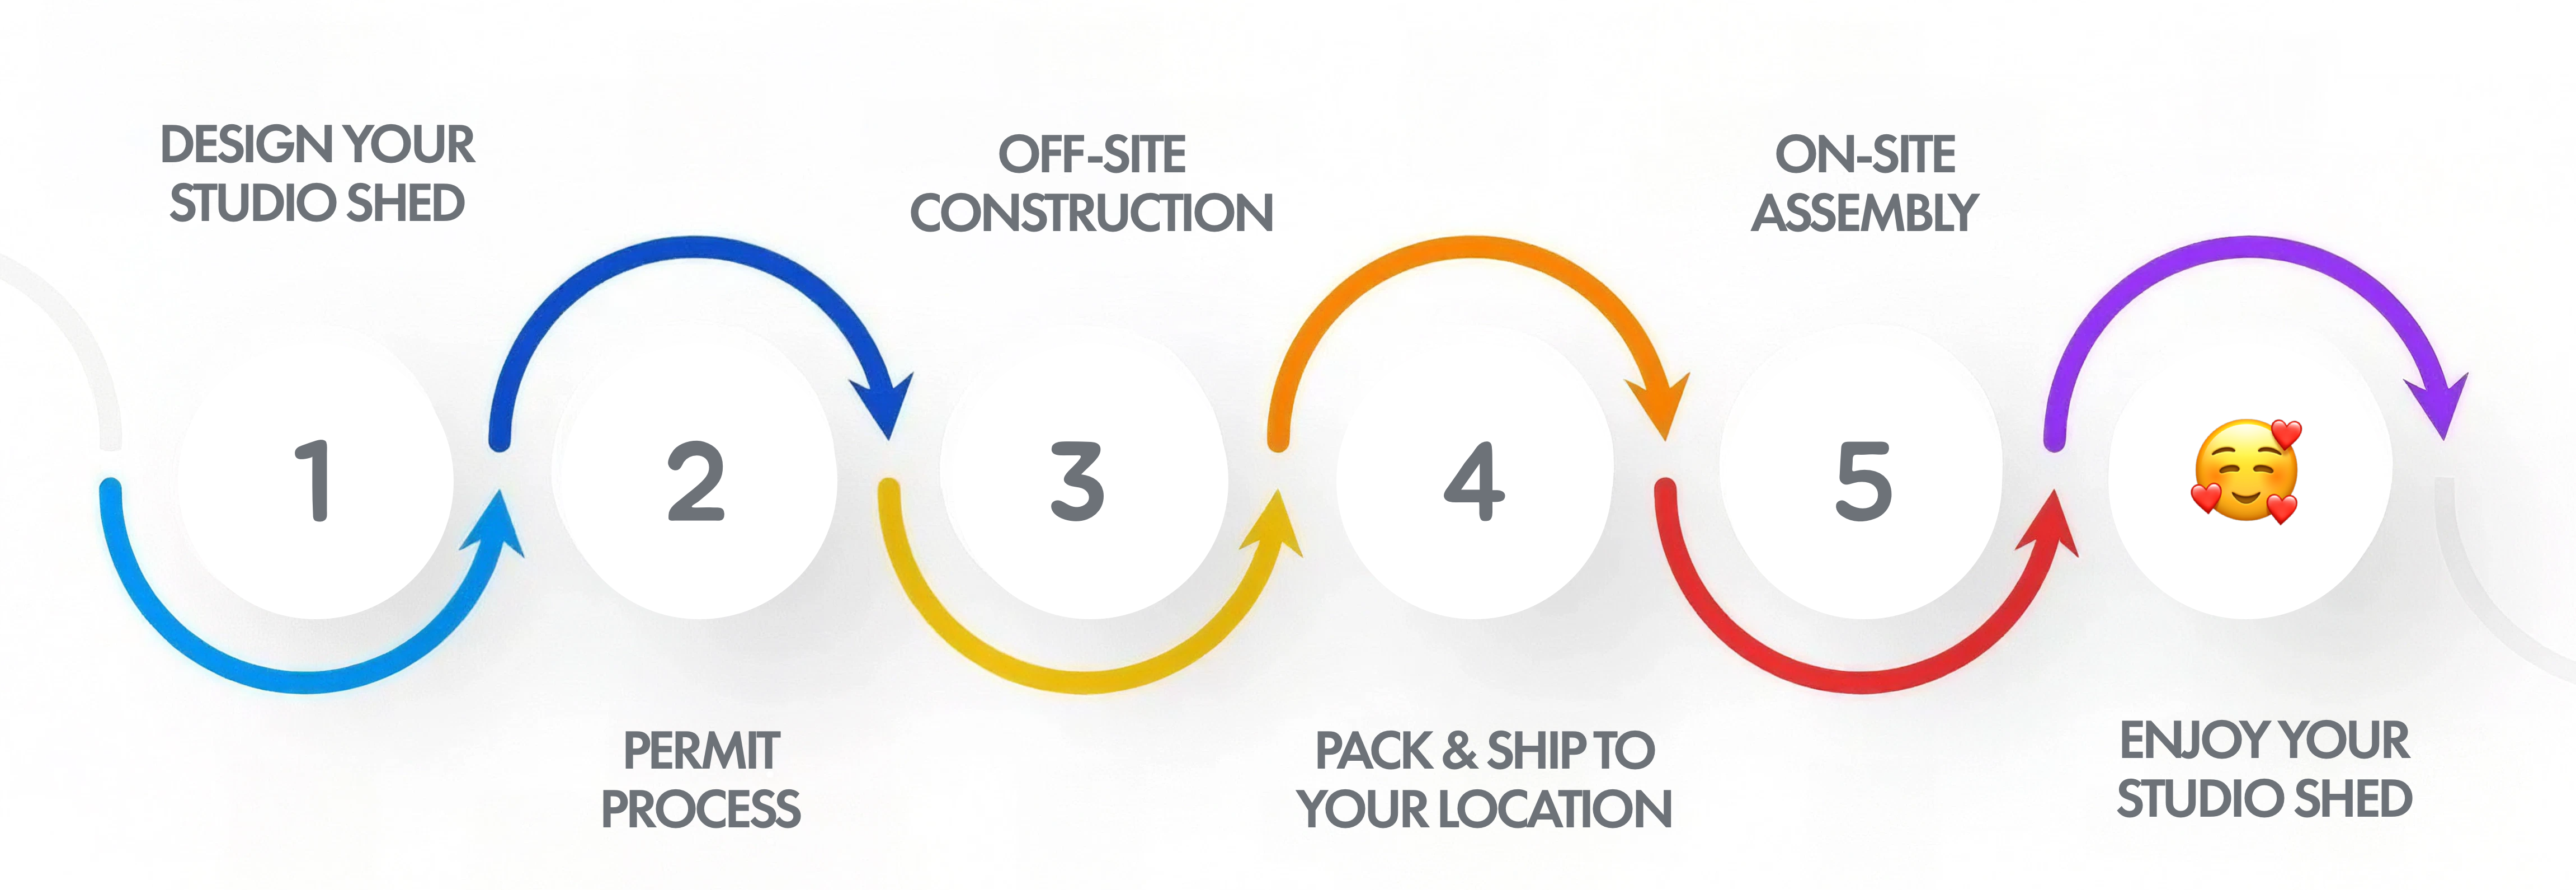 DESIGN YOUR
STUDIO SHED
1
PERMIT
PROCESS
2
OFF-SITE
CONSTRUCTION
3
PACK & SHIP TO
YOUR LOCATION
4
ON-SITE
ASSEMBLY
5
ENJOY YOUR
STUDIO SHED